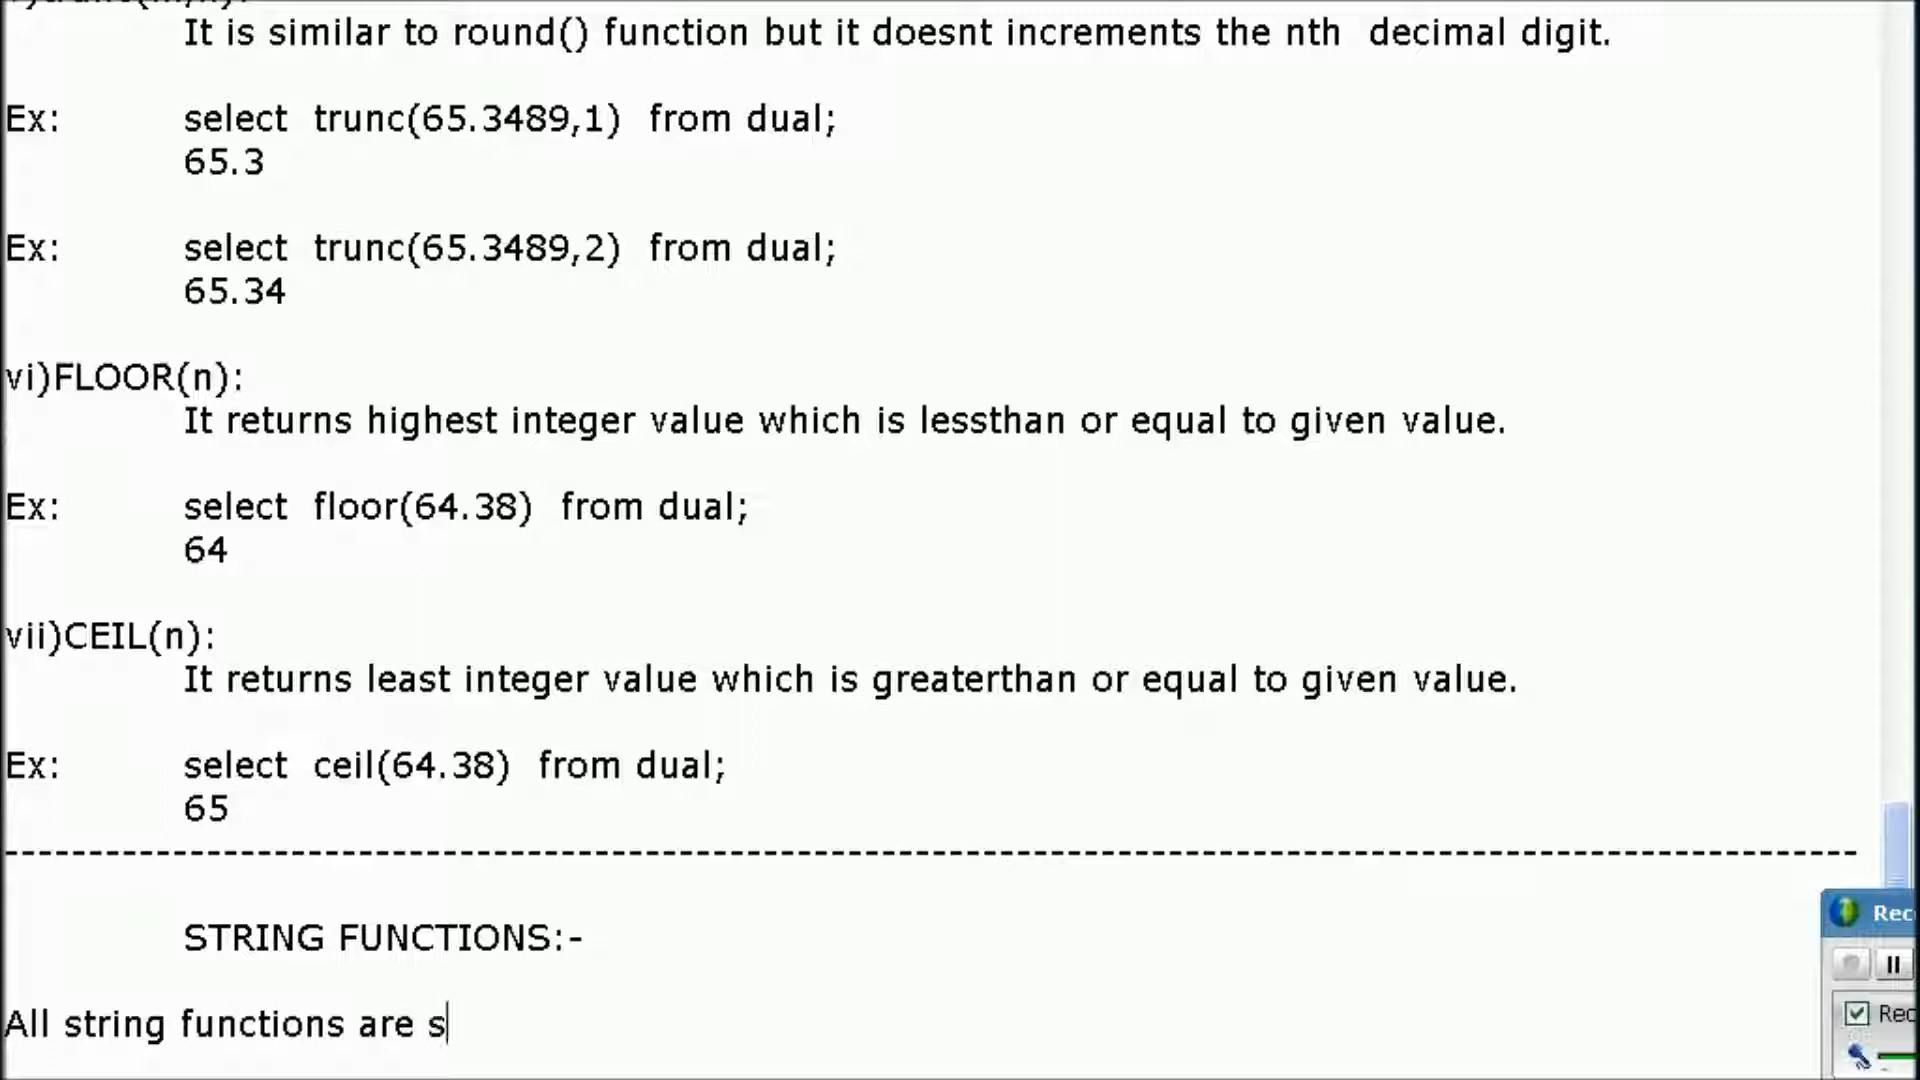 It is similar to round() function but it doesnt increments the nth decimal digit.
Ex: select trunc(65.3489,1) from dual;
65.3
Ex: select trunc(65.3489,2) from dual;
65.34
vi)FLOOR(n):
It returns highest integer value which is lessthan or equal to given value.
Ex: select floor(64.38) from dual;
64
vii)CEIL(n):
It returns least integer value which is greaterthan or equal to given value.
Ex: select ceil(64.38) from dual;
65
--------------------------------------------------------------------------------
STRING FUNCTIONS:-
Rec
All string functions are s
Rec